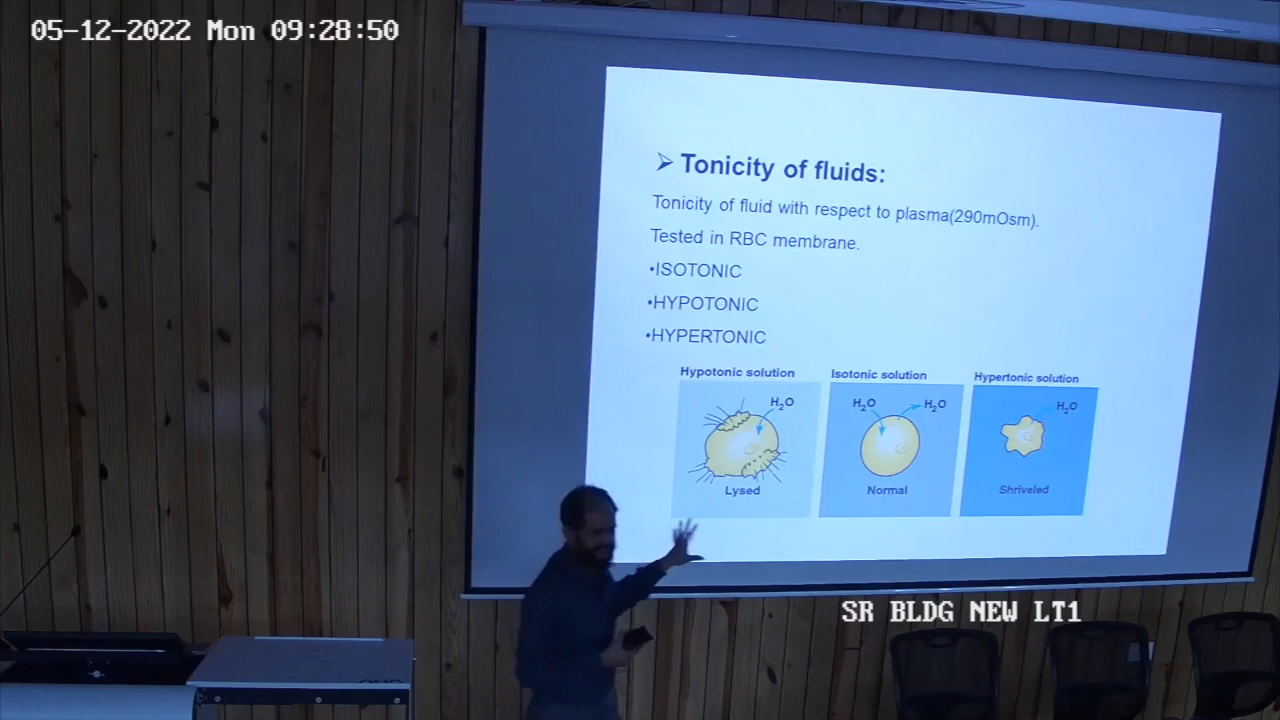 05-12-2022 Mon 09:28:50
➢ Tonicity of fluids:
Tonicity of fluid with respect to plasma(290mOsm).
Tested in RBC membrane.
•ISOTONIC
•HYPOTONIC
•HYPERTONIC
Hypotonic solution
H₂O
Lysed
Isotonic solution
H₂O
H₂O
Normal
Hypertonic solution
H₂O
Shriveled
SR BLDG NEW LT1